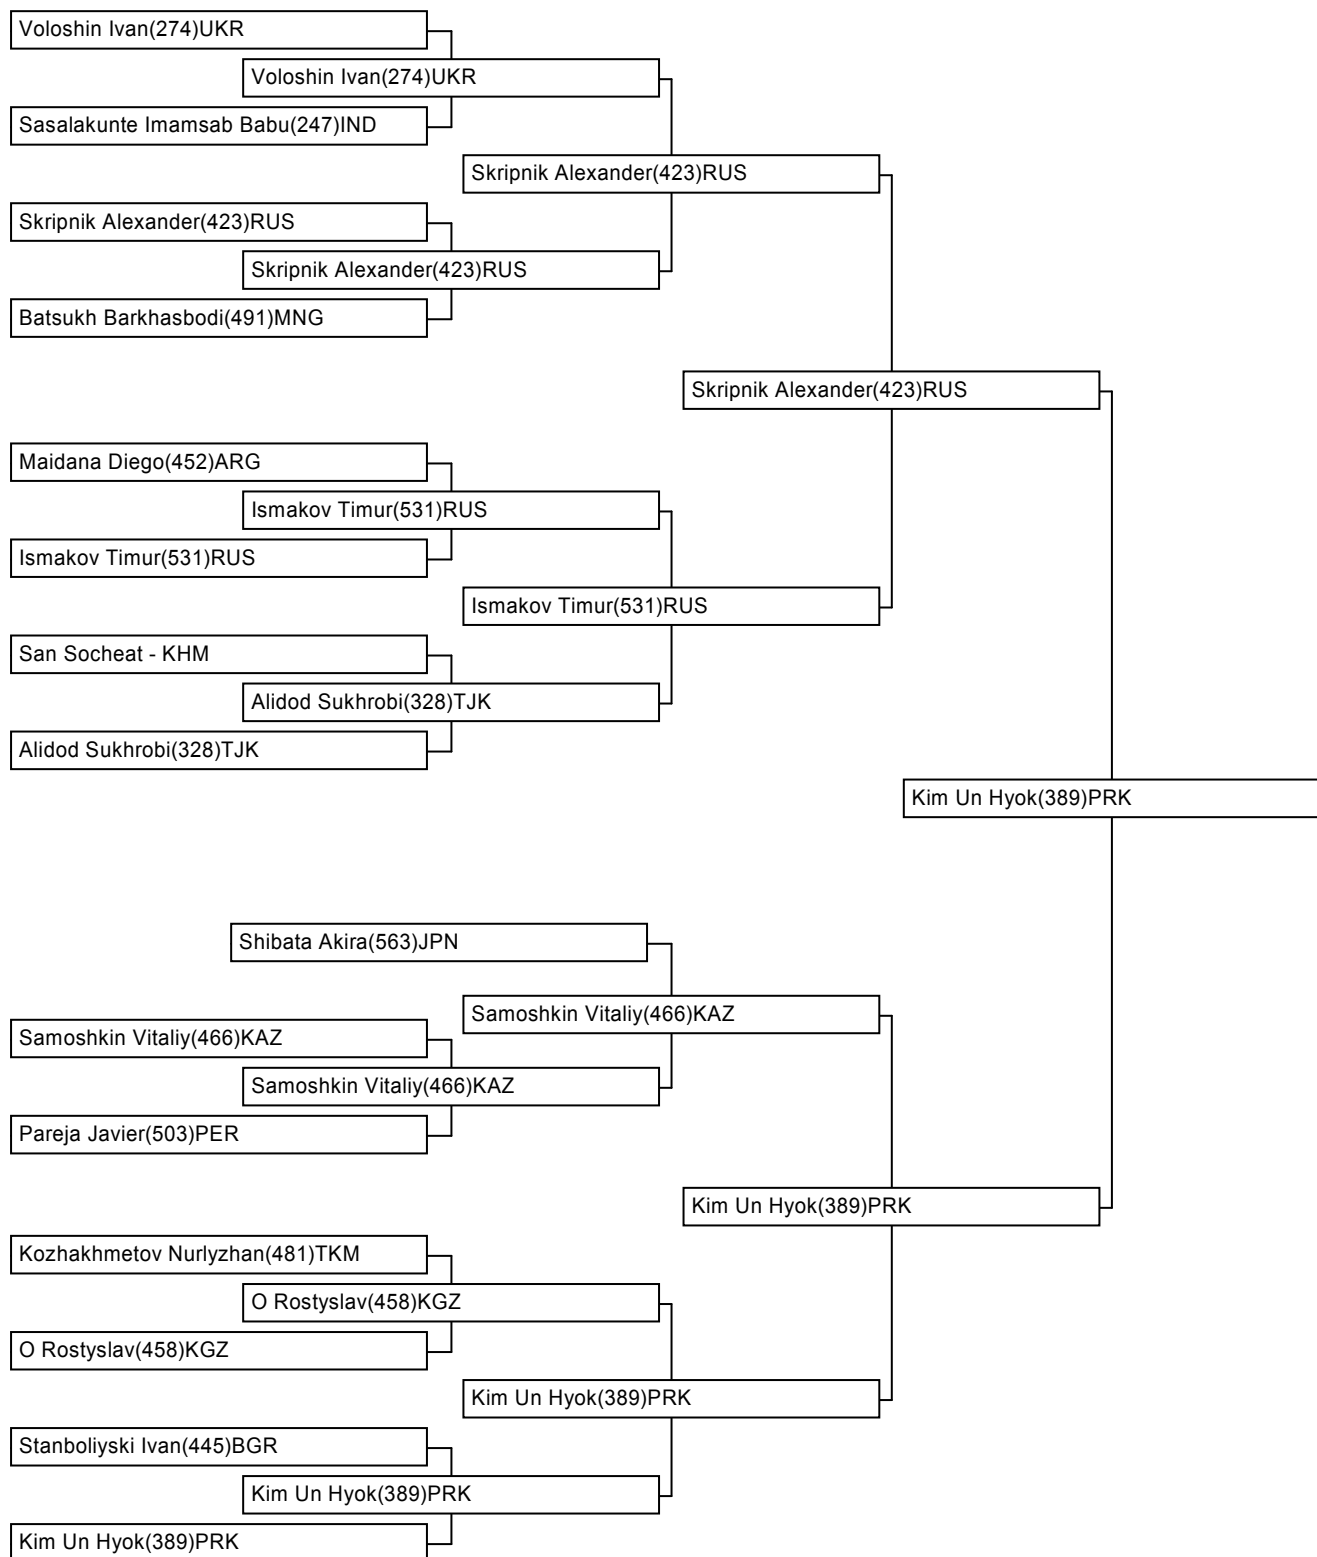 Voloshin Ivan(274)UKR
Voloshin Ivan(274)UKR
Sasalakunte Imamsab Babu(247)IND
Skripnik Alexander(423)RUS
Skripnik Alexander(423)RUS
Skripnik Alexander(423)RUS
Batsukh Barkhasbodi(491)MNG
Skripnik Alexander(423)RUS
Maidana Diego(452)ARG
Ismakov Timur(531)RUS
Ismakov Timur(531)RUS
Ismakov Timur(531)RUS
San Socheat - KHM
Alidod Sukhrobi(328)TJK
Alidod Sukhrobi(328)TJK
Kim Un Hyok(389)PRK
Shibata Akira(563)JPN
Samoshkin Vitaliy(466)KAZ
Samoshkin Vitaliy(466)KAZ
Samoshkin Vitaliy(466)KAZ
Pareja Javier(503)PER
Kim Un Hyok(389)PRK
Kozhakhmetov Nurlyzhan(481)TKM
O Rostyslav(458)KGZ
O Rostyslav(458)KGZ
Kim Un Hyok(389)PRK
Stanboliyski Ivan(445)BGR
Kim Un Hyok(389)PRK
Kim Un Hyok(389)PRK